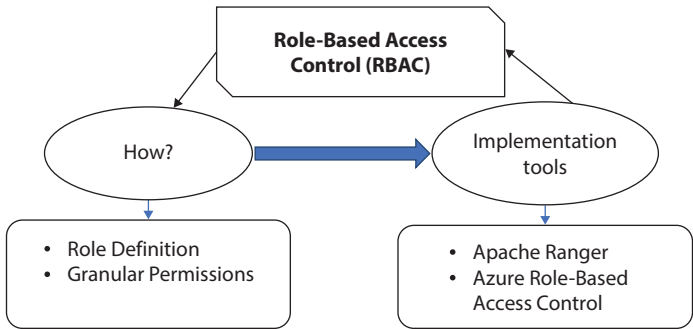 Role-Based Access
Control (RBAC)
How?
Implementation
tools
• Role Definition
• Granular Permissions
• Apache Ranger
• Azure Role-Based
Access Control